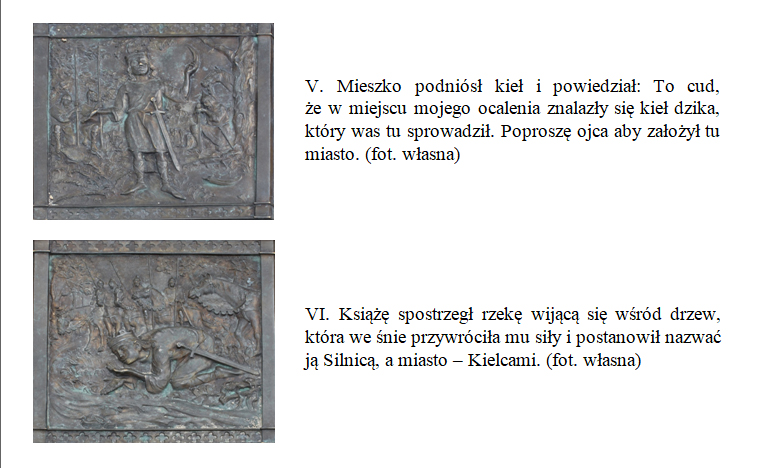 V. Mieszko podniósł kieł i powiedział: To cud,
że w miejscu mojego ocalenia znalazły się kieł dzika,
który was tu sprowadził. Poproszę ojca aby założył tu
miasto. (fot. własna)
VI. Książę spostrzegł rzekę wijącą się wśród drzew,
która we śnie przywróciła mu siły i postanowił nazwać
ją Silnicą, a miasto – Kielcami. (fot. własna)